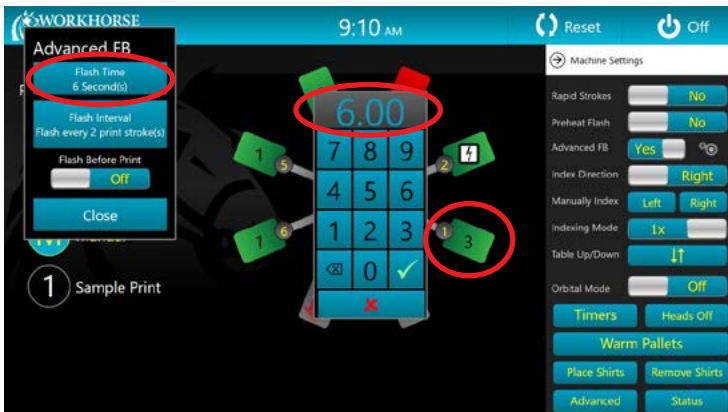 WORKHORSE
9:10 AM
Reset
Off
Advanced FB
Flash Time
6 Second(s)
Flash Interval
Flash every 2 print stroke(s)
Flash Before Print
Off
Close
1 Sample Print
6.00
7 8 9
4 5 6
1 2 3
0
1 5
2
1 6
1 3
Machine Settings
Rapid Strokes No
Preheat Flash No
Advanced FB Yes
Index Direction Right
Manually Index Left Right
Indexing Mode 1x
Table Up/Down
Orbital Mode Off
Timers Heads Off
Warm Pallets
Place Shirts Remove Shirts
Advanced Status